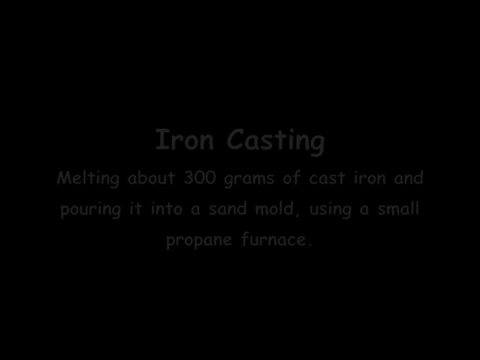 Iron Casting
Melting about 300 grams of cast iron and
pouring it into a sand mold, using a small
propane furnace.